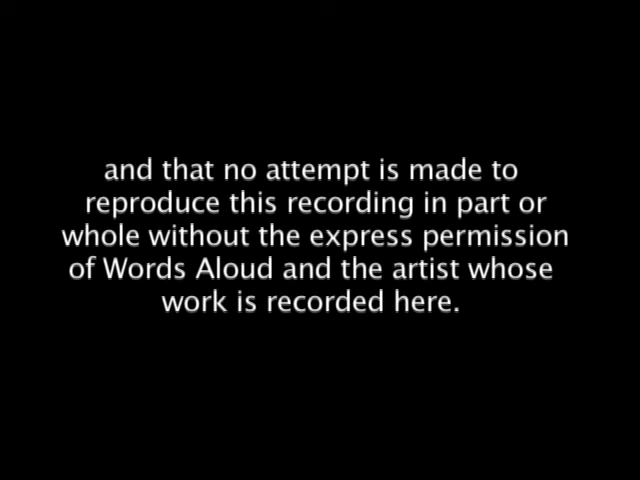 and that no attempt is made to
reproduce this recording in part or
whole without the express permission
of Words Aloud and the artist whose
work is recorded here.